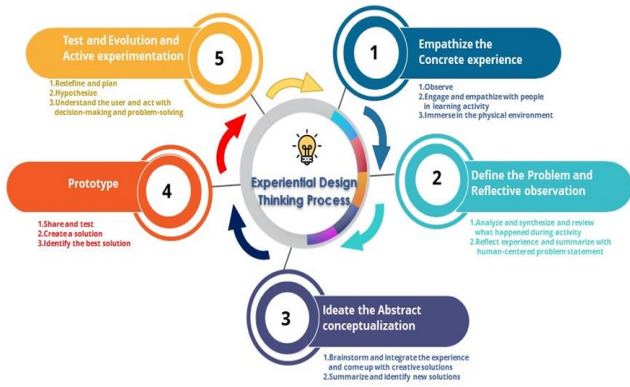 Experiential Design
Thinking Process
1
Empathize the
Concrete experience
1.Observe
2.Engage and empathize with people
in learning activity
3.Immerse in the physical environment
2
Define the Problem and
Reflective observation
1.Analyze and synthesize and review
what happened during activity
2.Reflect experience and summarize with
human-centered problem statement
3
Ideate the Abstract
conceptualization
1.Brainstorm and integrate the experience
and come up with creative solutions
2.Summarize and identify new solutions
4
Prototype
1.Share and test
2.Create a solution
3.Identify the best solution
5
Test and Evolution and
Active experimentation
1.Redefine and plan
2.Hypothesize
3.Understand the user and act with
decision-making and problem-solving